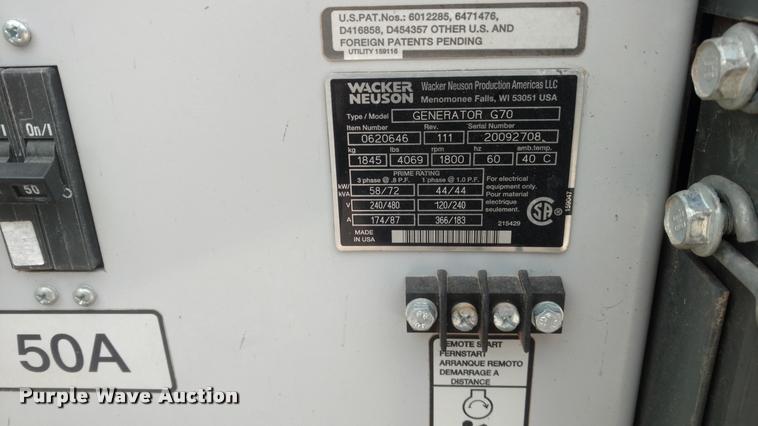 U.S.PAT.Nos.: 6012285, 6471476,
D416858, D454357 OTHER U.S. AND
FOREIGN PATENTS PENDING
UTILITY 159116
WACKER NEUSON
Wacker Neuson Production Americas LLC
Menomonee Falls, WI 53051 USA
Type / Model GENERATOR G70
Item Number Rev. Serial Number
0620646 111 20092708
kg lbs rpm hz amb.temp.
1845 4069 1800 60 40 C
PRIME RATING
3 phase @ .8 P.F. 1 phase @ 1.0 P.F.
kW/kVA 58/72 44/44
V 240/480 120/240
A 174/87 366/183
For electrical
equipment only.
Pour material
electrique
seulement.
159047
215429
MADE
IN USA
On/I
50
50A
REMOTE START
FERNSTART
ARRANQUE REMOTO
DEMARRAGE A
DISTANCE
Purple Wave Auction